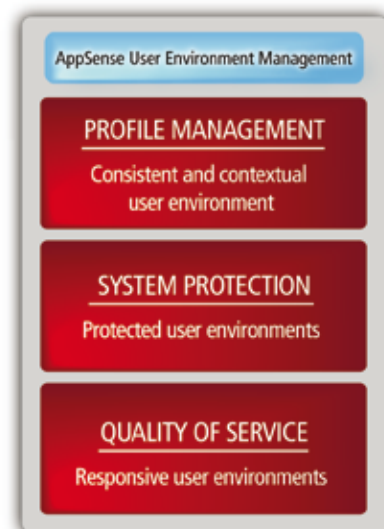 AppSense User Environment Management
PROFILE MANAGEMENT
Consistent and contextual
user environment
SYSTEM PROTECTION
Protected user environments
QUALITY OF SERVICE
Responsive user environments